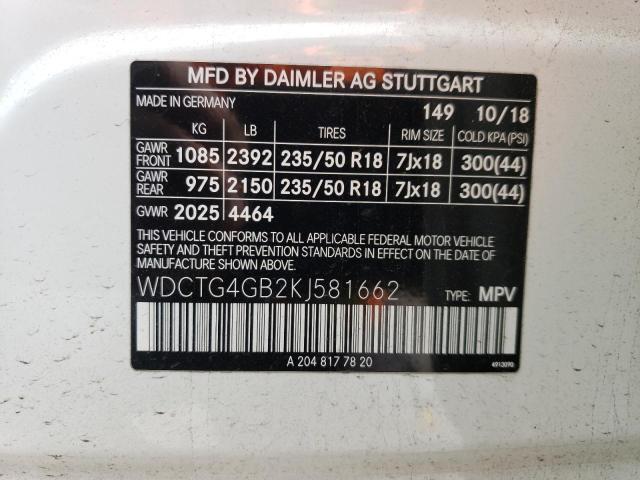 MFD BY DAIMLER AG STUTTGART
MADE IN GERMANY 149 10/18
KG LB TIRES RIM SIZE COLD KPA(PSI)
GAWR FRONT 1085 2392 235/50 R18 7Jx18 300(44)
GAWR REAR 975 2150 235/50 R18 7Jx18 300(44)
GVWR 2025 4464
THIS VEHICLE CONFORMS TO ALL APPLICABLE FEDERAL MOTOR VEHICLE
SAFETY AND THEFT PREVENTION STANDARDS IN EFFECT ON THE
DATE OF MANUFACTURE SHOWN ABOVE
WDCTG4GB2KJ581662 TYPE: MPV
A 204 817 78 20
4913090